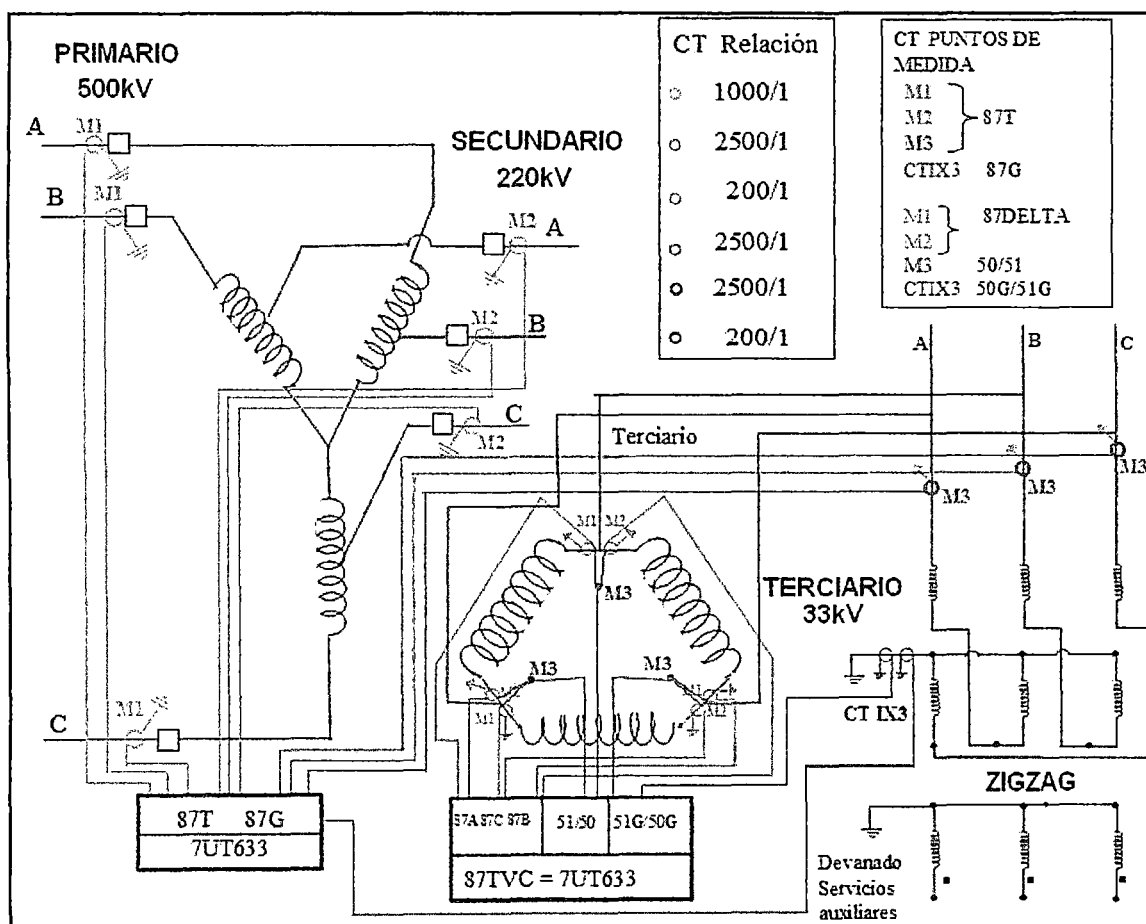 PRIMARIO
500kV
A
M1
B
M1
SECUNDARIO
220kV
M2
A
M2
B
C
M2
C
M2
CT Relación
1000/1
2500/1
200/1
2500/1
2500/1
200/1
CT PUNTOS DE
MEDIDA
M1
M2
M3
87T
CTIX3 87G
M1
M2
87DELTA
M3 50/51
CTIX3 50G/51G
A
B
C
Terciario
M3
M3
M3
M1
M2
M3
M3
M3
M1
M1
M2
TERCIARIO
33kV
CT IX3
ZIGZAG
87T 87G
7UT633
87A 87C 87B
51/50
51G/50G
87TVC = 7UT633
Devanado
Servicios
auxiliares